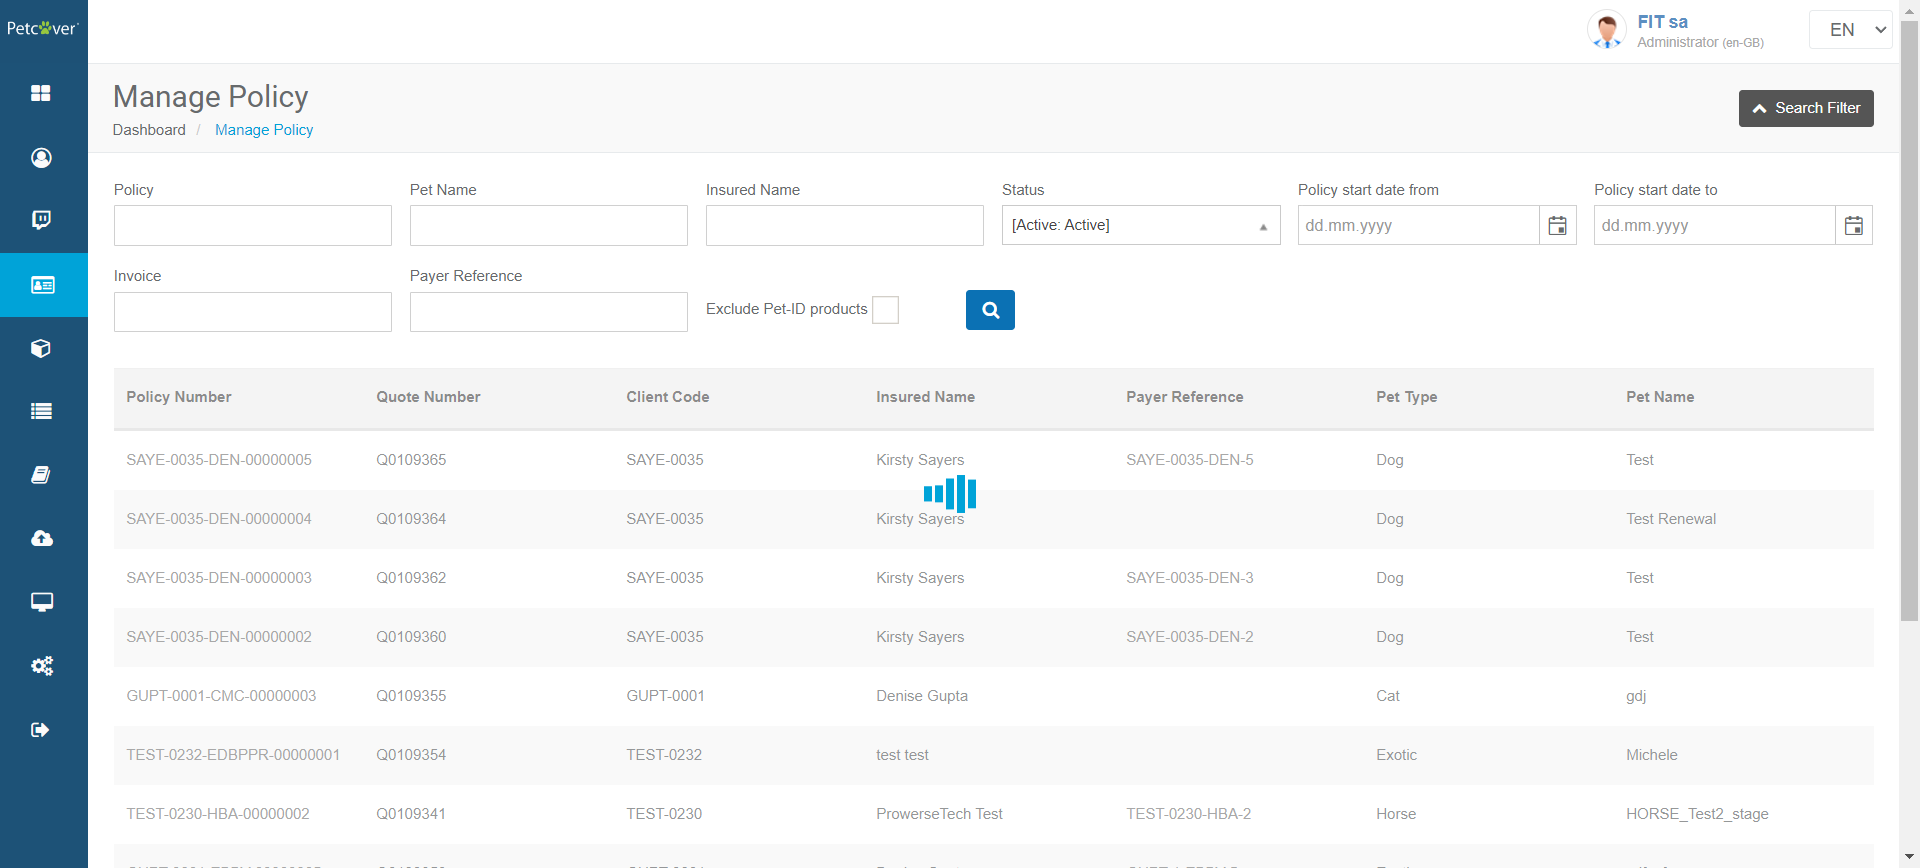 Petcover
FIT sa
Administrator (en-GB)
EN
Manage Policy
Dashboard / Manage Policy
Search Filter
Policy
Pet Name
Insured Name
Status
Policy start date from
Policy start date to
[Active: Active]
dd.mm.yyyy
dd.mm.yyyy
Invoice
Payer Reference
Exclude Pet-ID products
Policy Number Quote Number Client Code Insured Name Payer Reference Pet Type Pet Name
SAYE-0035-DEN-00000005 Q0109365 SAYE-0035 Kirsty Sayers SAYE-0035-DEN-5 Dog Test
SAYE-0035-DEN-00000004 Q0109364 SAYE-0035 Kirsty Sayers Dog Test Renewal
SAYE-0035-DEN-00000003 Q0109362 SAYE-0035 Kirsty Sayers SAYE-0035-DEN-3 Dog Test
SAYE-0035-DEN-00000002 Q0109360 SAYE-0035 Kirsty Sayers SAYE-0035-DEN-2 Dog Test
GUPT-0001-CMC-00000003 Q0109355 GUPT-0001 Denise Gupta Cat gdj
TEST-0232-EDBPPR-00000001 Q0109354 TEST-0232 test test Exotic Michele
TEST-0230-HBA-00000002 Q0109341 TEST-0230 ProwerseTech Test TEST-0230-HBA-2 Horse HORSE_Test2_stage